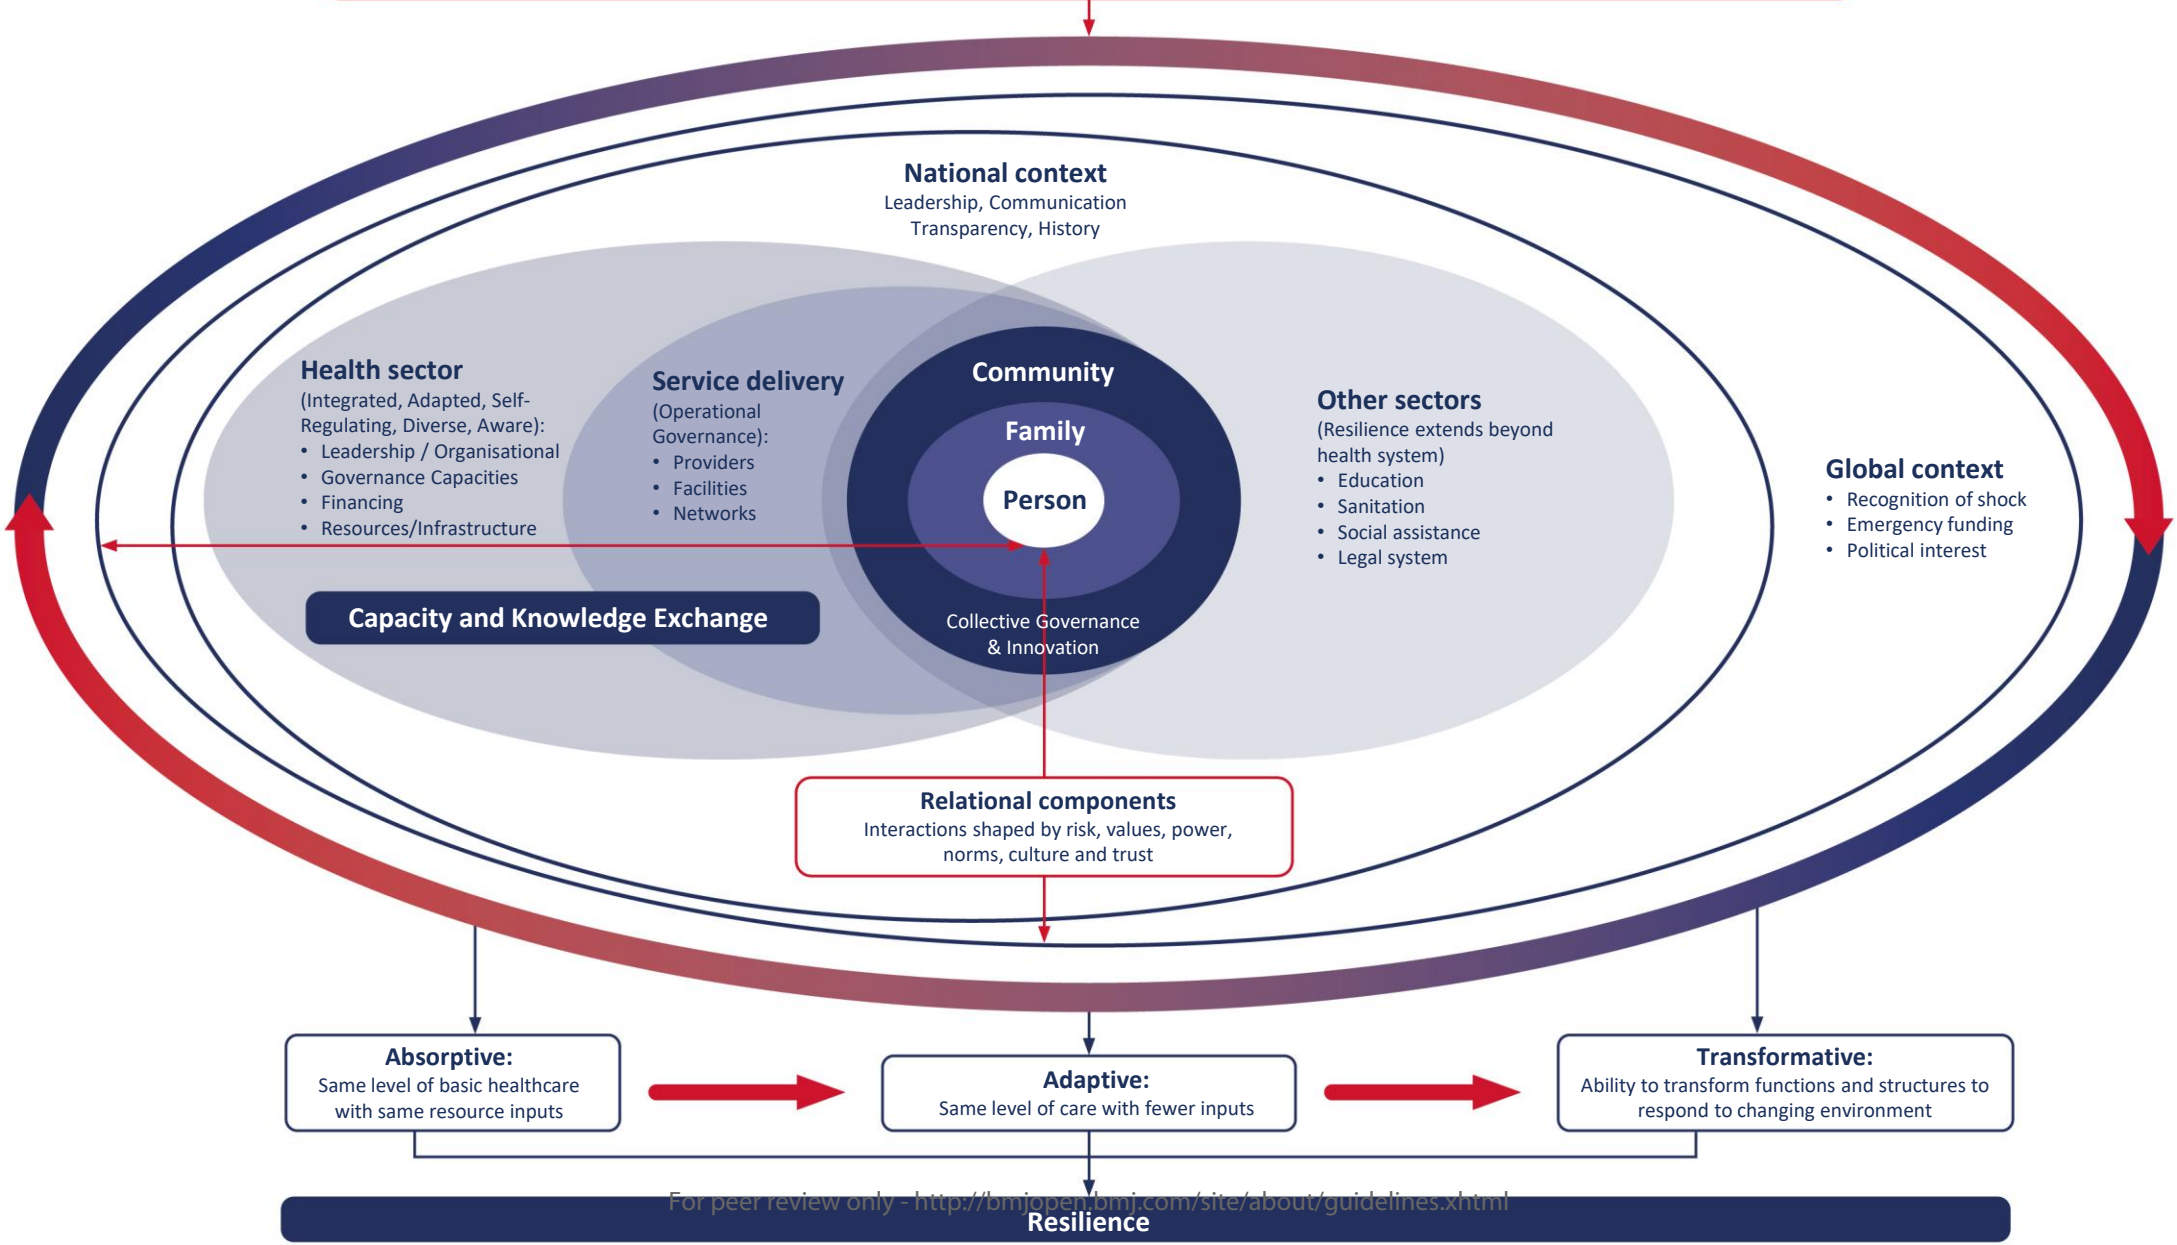 National context
Leadership, Communication
Transparency, History
Health sector
(Integrated, Adapted, Self-
Regulating, Diverse, Aware):
• Leadership / Organisational
• Governance Capacities
• Financing
• Resources/Infrastructure
Service delivery
(Operational
Governance):
• Providers
• Facilities
• Networks
Community
Family
Person
Collective Governance
& Innovation
Other sectors
(Resilience extends beyond
health system)
• Education
• Sanitation
• Social assistance
• Legal system
Global context
• Recognition of shock
• Emergency funding
• Political interest
Capacity and Knowledge Exchange
Relational components
Interactions shaped by risk, values, power,
norms, culture and trust
Absorptive:
Same level of basic healthcare
with same resource inputs
Adaptive:
Same level of care with fewer inputs
Transformative:
Ability to transform functions and structures to
respond to changing environment
For peer review only - http://bmjopen.bmj.com/site/about/guidelines.xhtml
Resilience